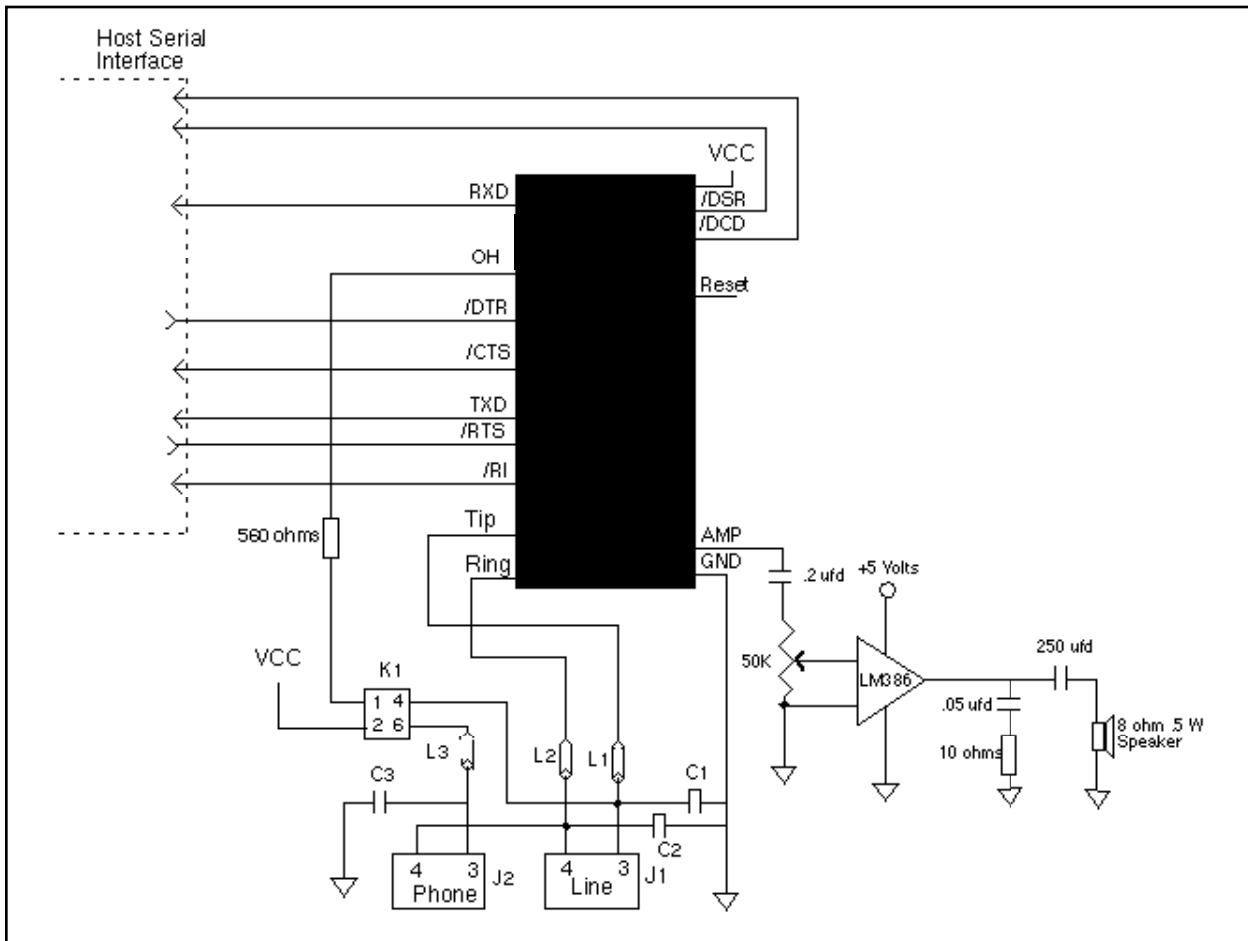 Host Serial
Interface
VCC
RXD
/DSR
/DCD
OH
Reset
/DTR
/CTS
TXD
/RTS
/RI
560 ohms
Tip
Ring
AMP
GND
.2 ufd
+5 Volts
VCC
K1
1 4
2 6
50K
LM386
250 ufd
.05 ufd
8 ohm .5 W
Speaker
10 ohms
L3
L2
L1
C3
C1
C2
4 3
Phone
J2
4 3
Line
J1